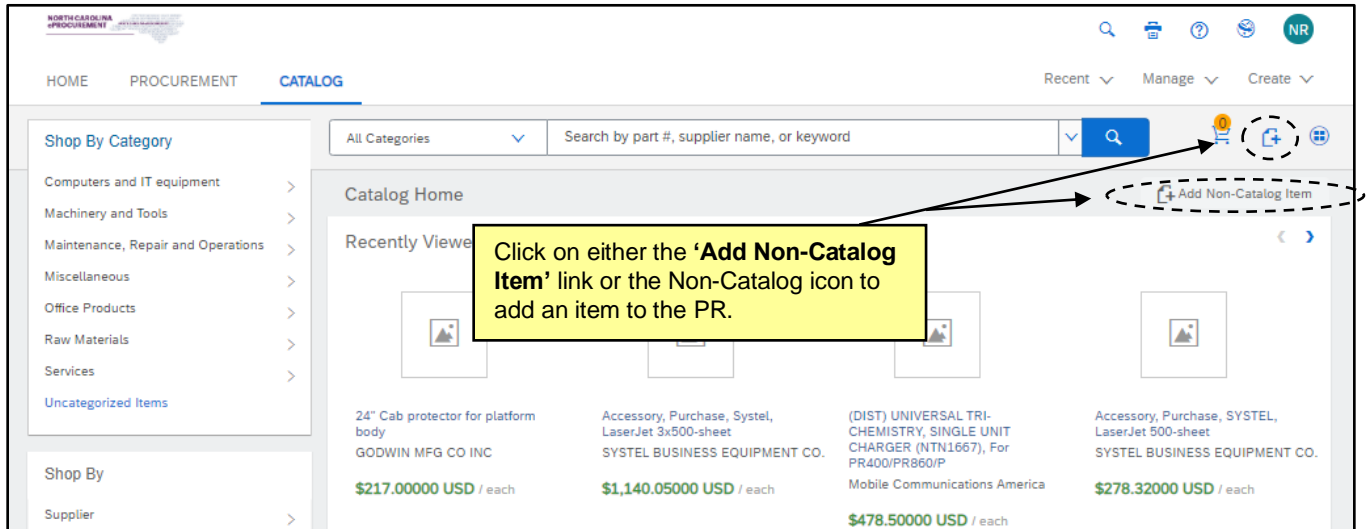 NORTH CAROLINA
ePROCUREMENT
NR
HOME PROCUREMENT CATALOG
Recent Manage Create
Shop By Category
All Categories
Search by part #, supplier name, or keyword
0
Computers and IT equipment
Machinery and Tools
Maintenance, Repair and Operations
Miscellaneous
Office Products
Raw Materials
Services
Uncategorized Items
Shop By
Supplier
Catalog Home
Add Non-Catalog Item
Recently Viewe
Click on either the ‘Add Non-Catalog
Item’ link or the Non-Catalog icon to
add an item to the PR.
24" Cab protector for platform
body
GODWIN MFG CO INC
$217.00000 USD / each
Accessory, Purchase, Systel,
LaserJet 3x500-sheet
SYSTEL BUSINESS EQUIPMENT CO.
$1,140.05000 USD / each
(DIST) UNIVERSAL TRI-
CHEMISTRY, SINGLE UNIT
CHARGER (NTN1667), For
PR400/PR860/P
Mobile Communications America
$478.50000 USD / each
Accessory, Purchase, SYSTEL,
LaserJet 500-sheet
SYSTEL BUSINESS EQUIPMENT CO.
$278.32000 USD / each